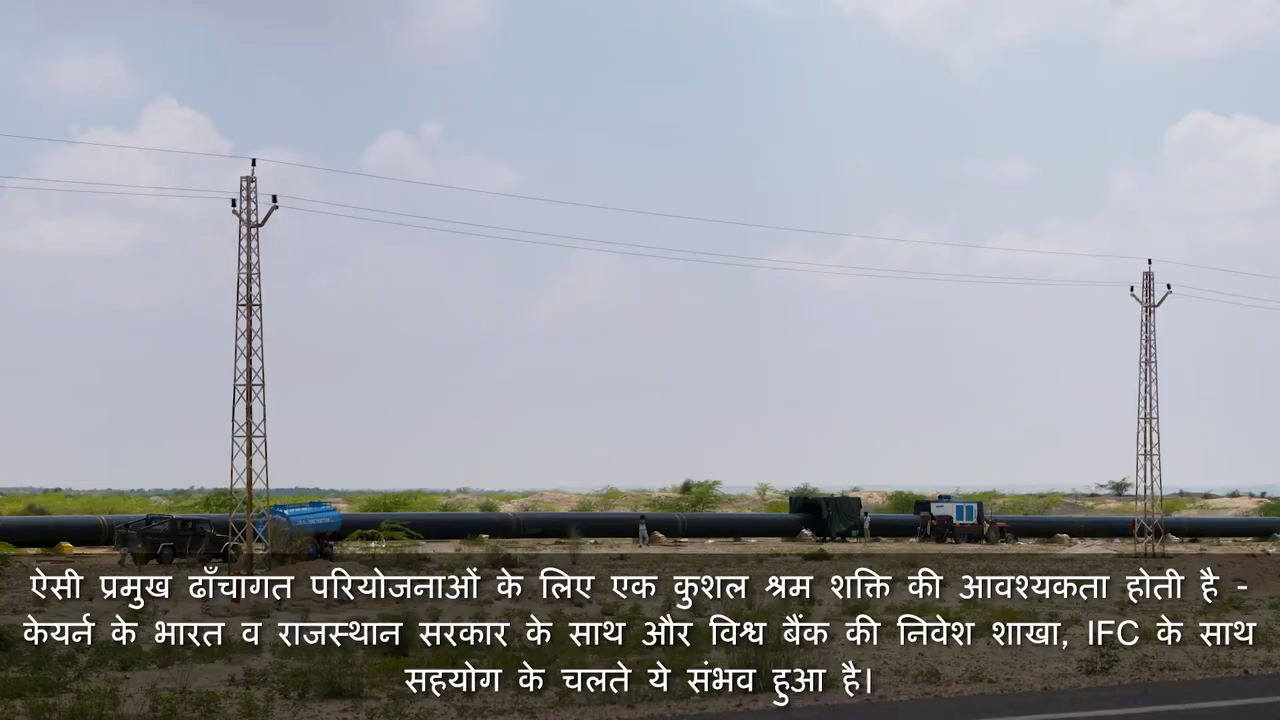 ऐसी प्रमुख ढाँचागत परियोजनाओं के लिए एक कुशल श्रम शक्ति की आवश्यकता होती है -
केयर्न के भारत व राजस्थान सरकार के साथ और विश्व बैंक की निवेश शाखा, IFC के साथ
सहयोग के चलते ये संभव हुआ है।